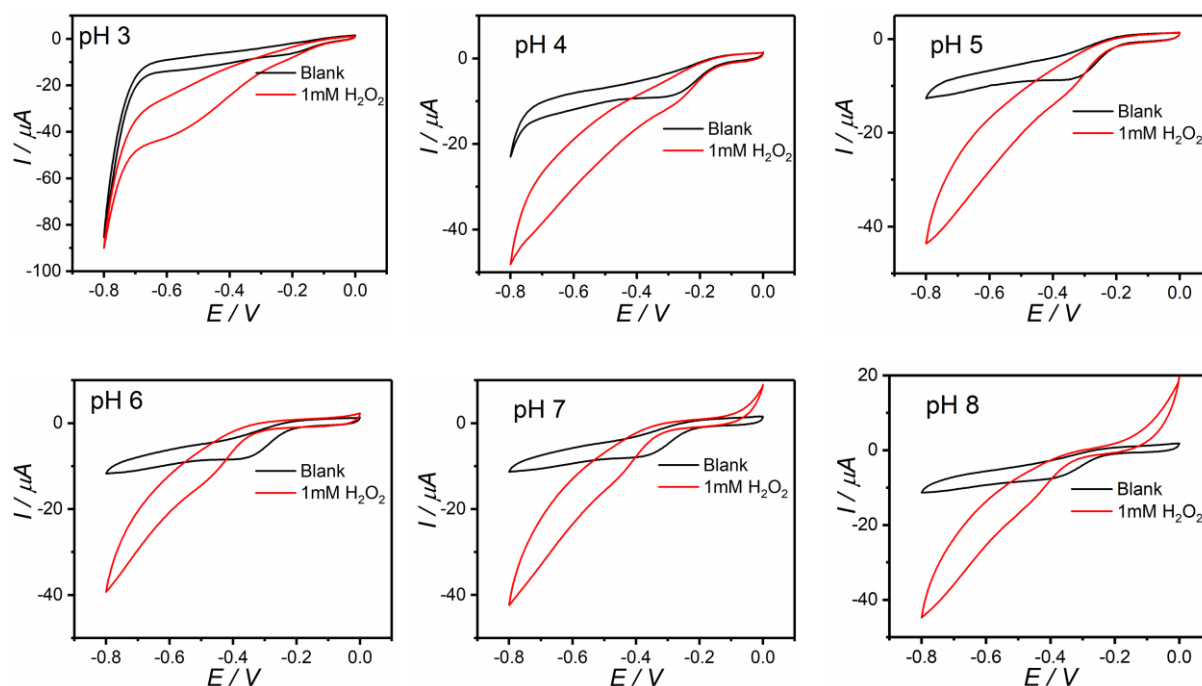 pH 3
0
-20
-40
-60
-80
-100
I / µA
Blank
1mM H₂O₂
-0.8 -0.6 -0.4 -0.2 0.0
E / V
pH 4
0
-20
-40
I / µA
Blank
1mM H₂O₂
-0.8 -0.6 -0.4 -0.2 0.0
E / V
pH 5
0
-20
-40
I / µA
Blank
1mM H₂O₂
-0.8 -0.6 -0.4 -0.2 0.0
E / V
pH 6
0
-20
-40
I / µA
Blank
1mM H₂O₂
-0.8 -0.6 -0.4 -0.2 0.0
E / V
pH 7
0
-20
-40
I / µA
Blank
1mM H₂O₂
-0.8 -0.6 -0.4 -0.2 0.0
E / V
pH 8
20
0
-20
-40
I / µA
Blank
1mM H₂O₂
-0.8 -0.6 -0.4 -0.2 0.0
E / V